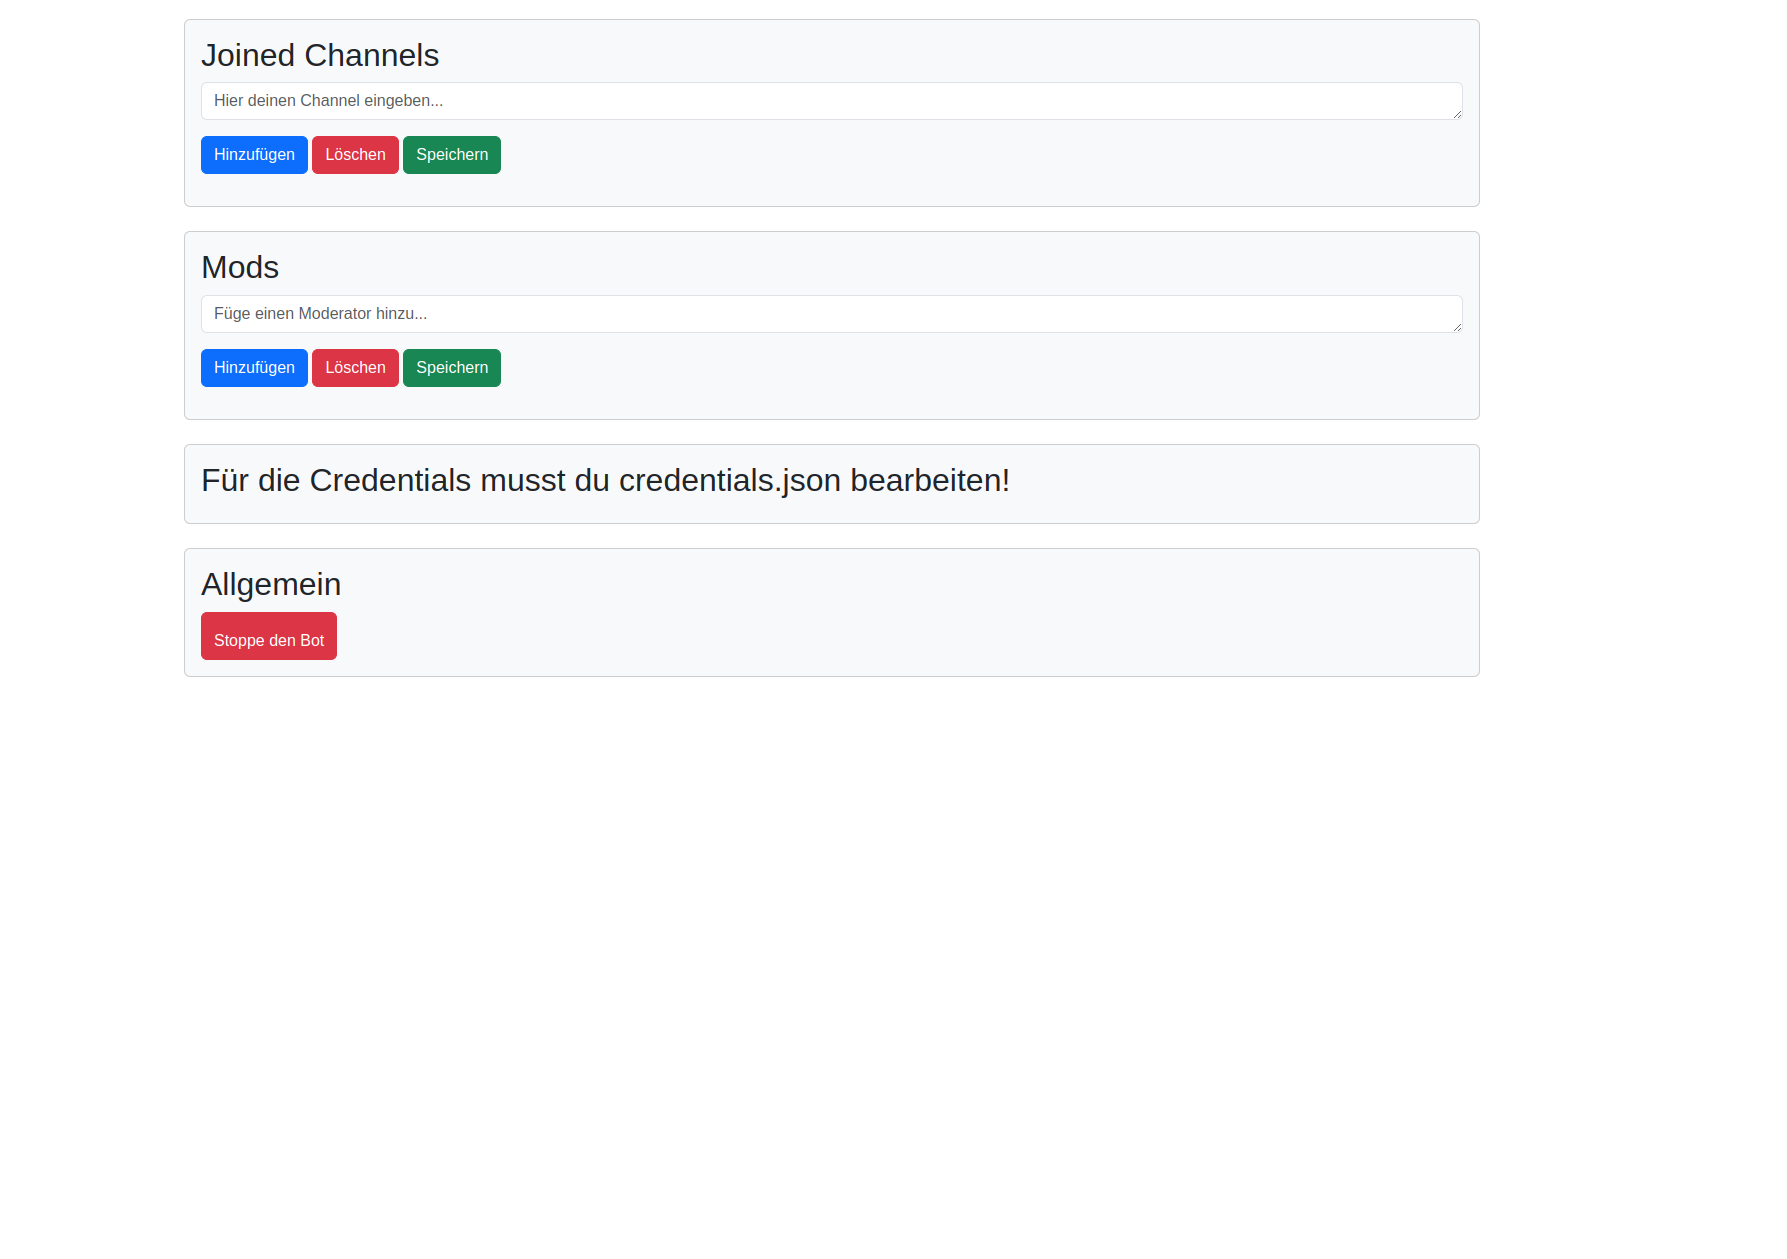 Joined Channels
Hier deinen Channel eingeben...
Hinzufügen Löschen Speichern
Mods
Füge einen Moderator hinzu...
Hinzufügen Löschen Speichern
Für die Credentials musst du credentials.json bearbeiten!
Allgemein
Stoppe den Bot